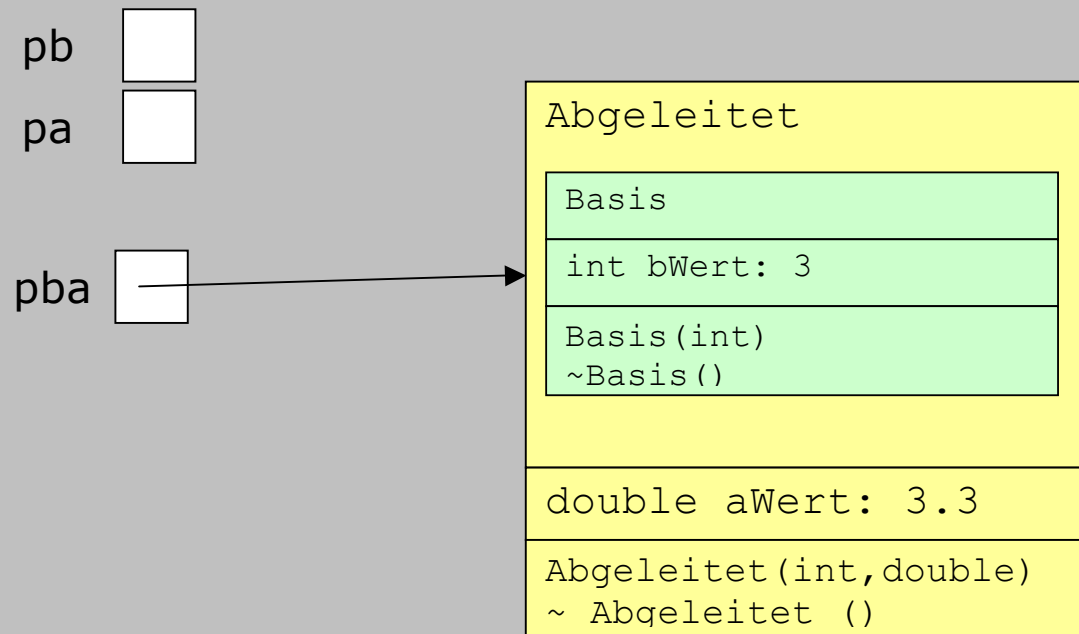 pb
pa
pba
Abgeleitet
Basis
int bWert: 3
Basis(int)
~Basis()
double aWert: 3.3
Abgeleitet(int,double)
~ Abgeleitet ()